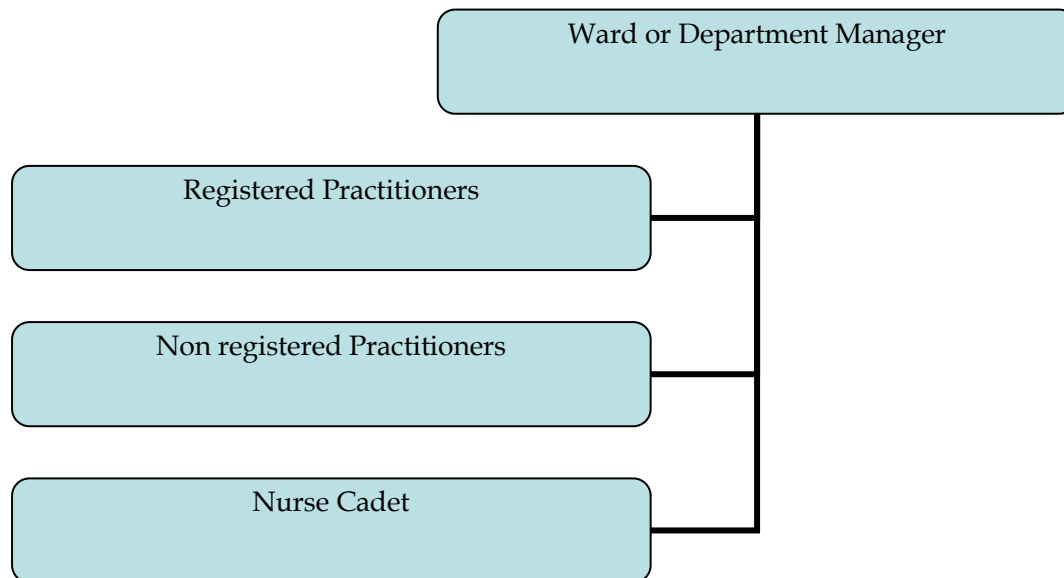 Ward or Department Manager
Registered Practitioners
Non registered Practitioners
Nurse Cadet